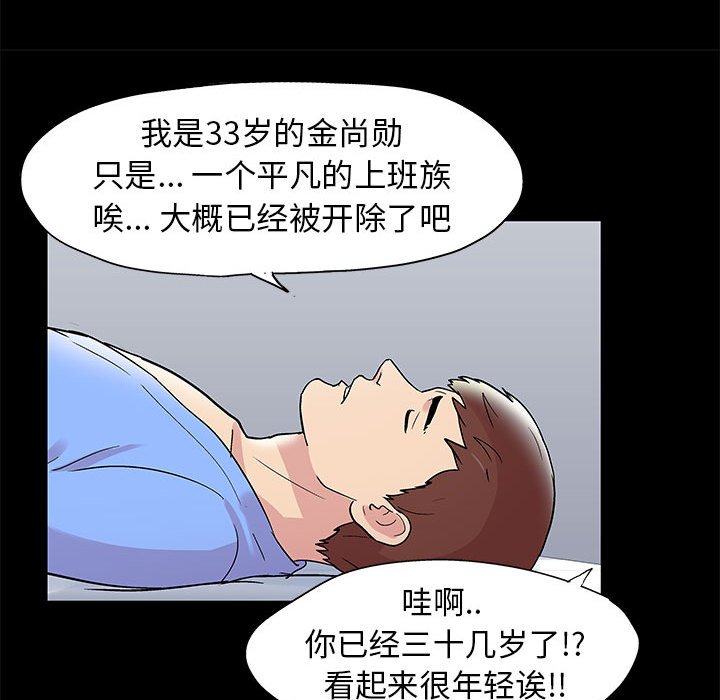 我是33岁的金尚勋
只是... 一个平凡的上班族
唉... 大概已经被开除了吧
哇啊..
你已经三十几岁了!?
看起来很年轻诶!!